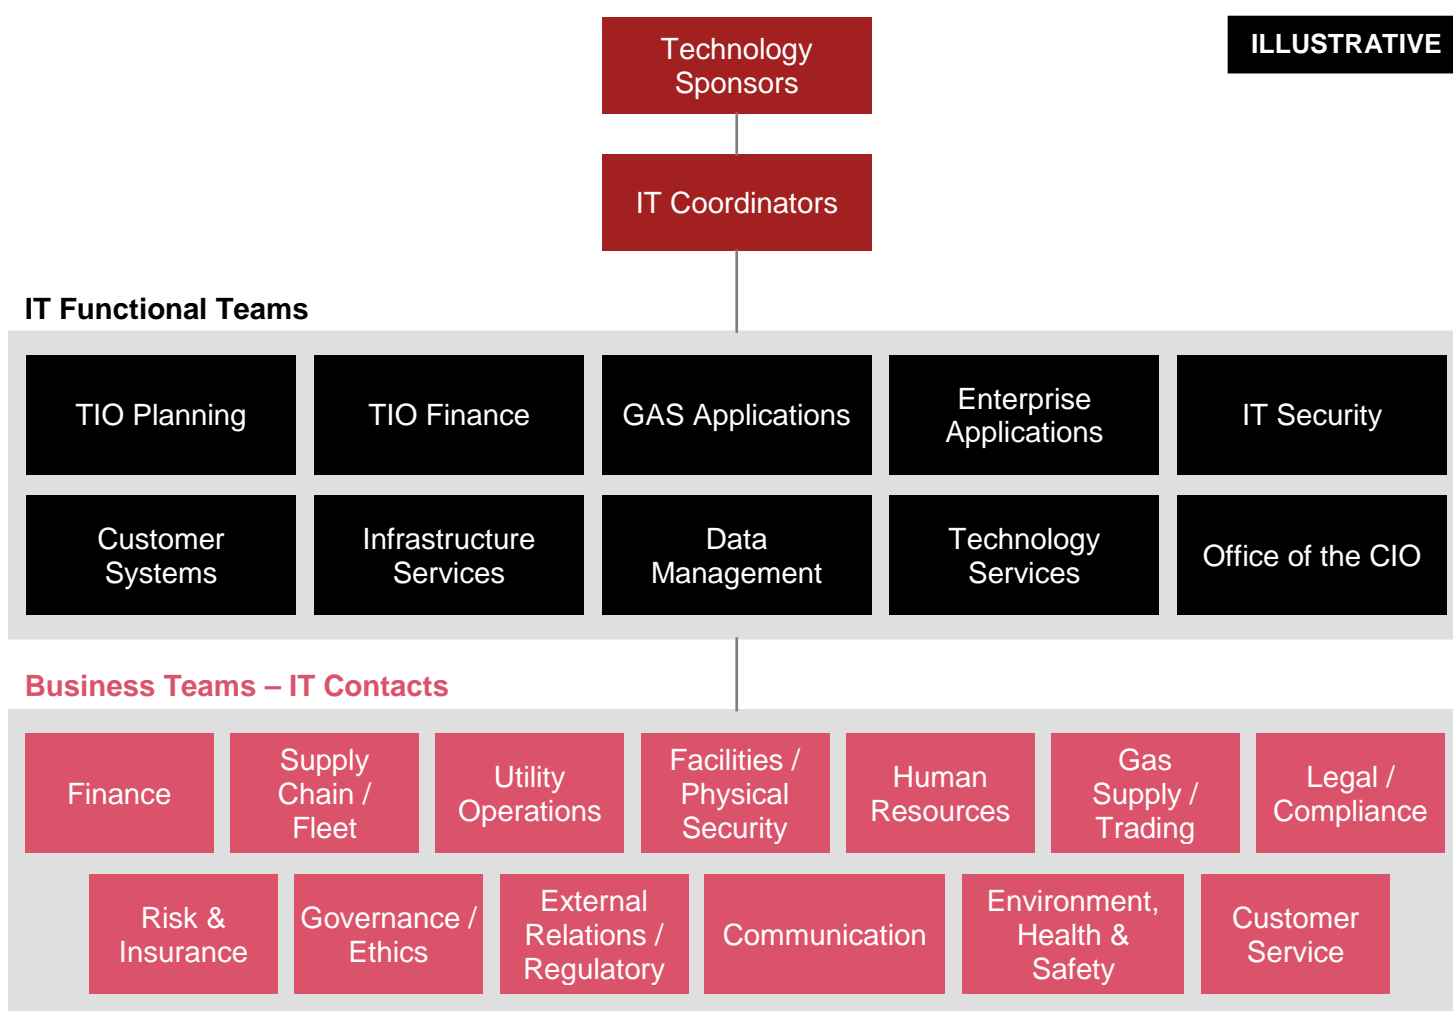 Technology
Sponsors
ILLUSTRATIVE
IT Coordinators
IT Functional Teams
TIO Planning
TIO Finance
GAS Applications
Enterprise
Applications
IT Security
Customer
Systems
Infrastructure
Services
Data
Management
Technology
Services
Office of the CIO
Business Teams – IT Contacts
Finance
Supply
Chain /
Fleet
Utility
Operations
Facilities /
Physical
Security
Human
Resources
Gas
Supply /
Trading
Legal /
Compliance
Risk &
Insurance
Governance /
Ethics
External
Relations /
Regulatory
Communication
Environment,
Health &
Safety
Customer
Service